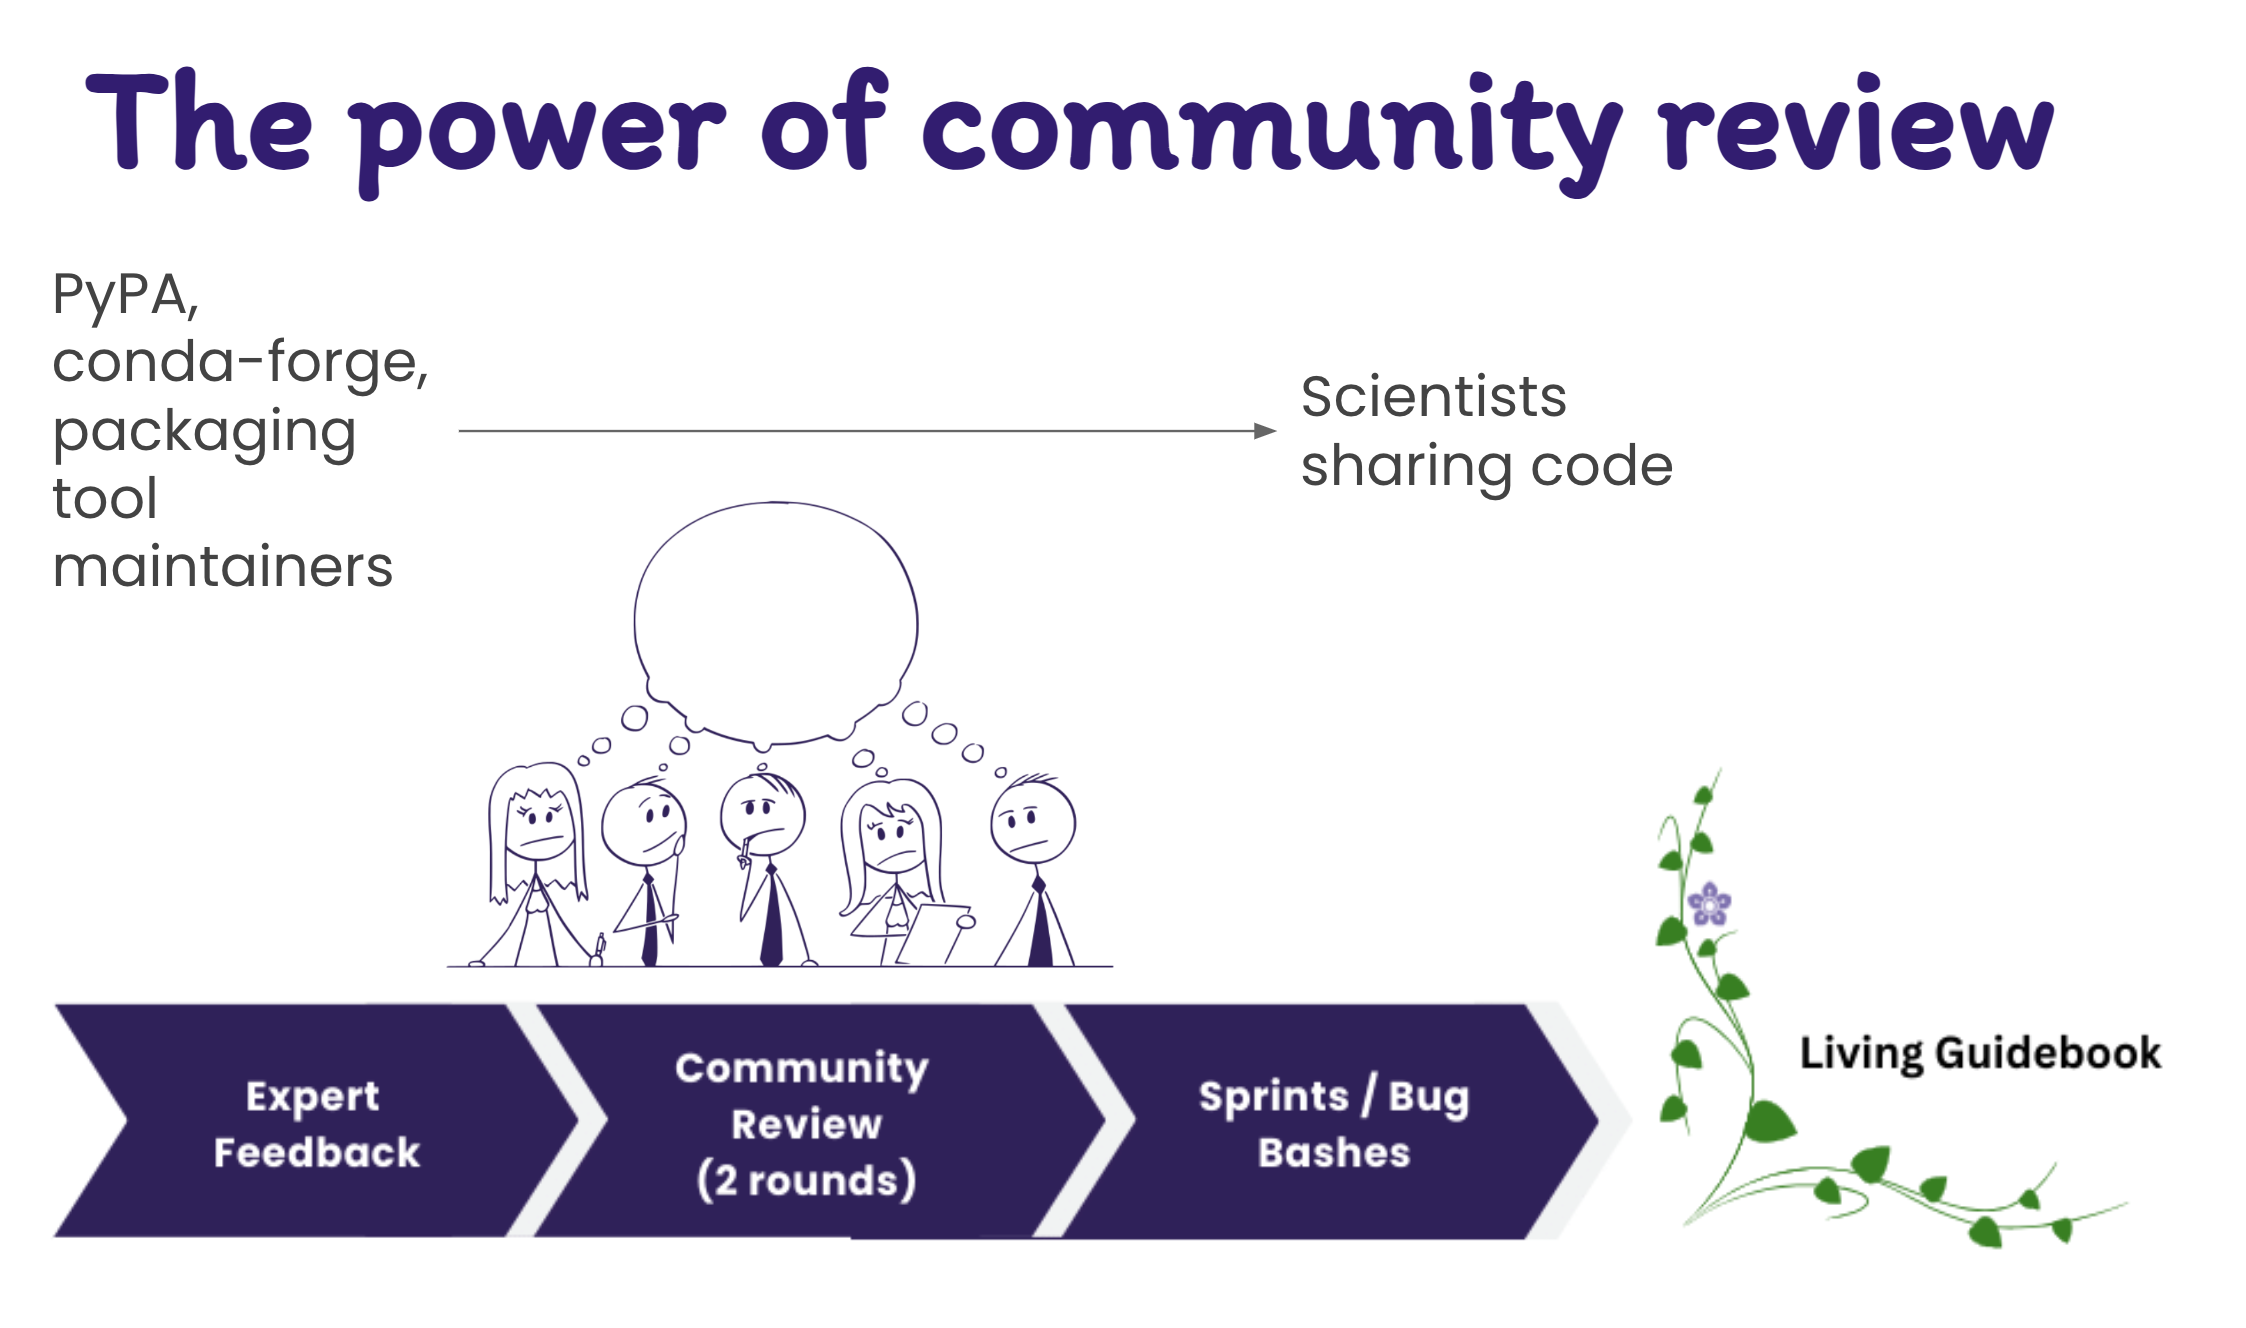 The power of community review
PyPA,
conda-forge,
packaging
tool
maintainers
Scientists
sharing code
Expert
Feedback
Community
Review
(2 rounds)
Sprints / Bug
Bashes
Living Guidebook